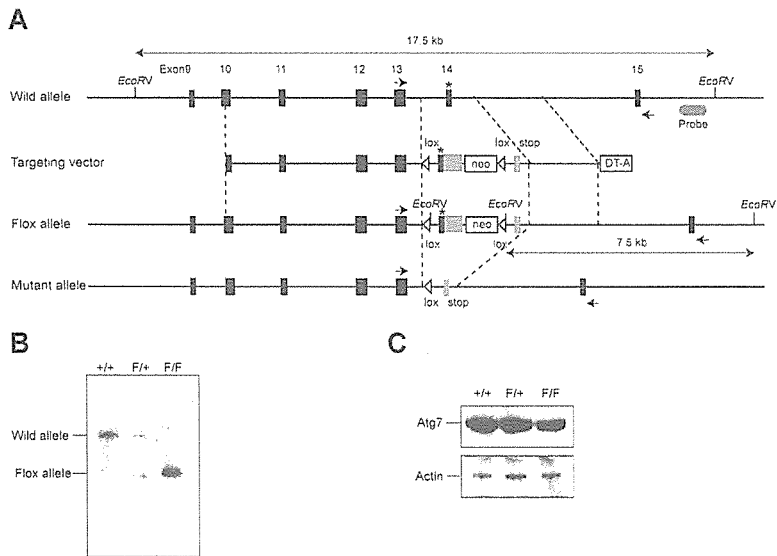 A
17.5 kb
EcoRV Exon9 10 11 12 13 14 15 EcoRV
Wild allele
*
Probe
lox * lox stop
Targeting vector
neo
DT-A
EcoRV * EcoRV EcoRV
Flox allele
neo
lox lox
7.5 kb
Mutant allele
lox stop
B
+/+ F/+ F/F
Wild allele
Flox allele
C
+/+ F/+ F/F
Atg7
Actin